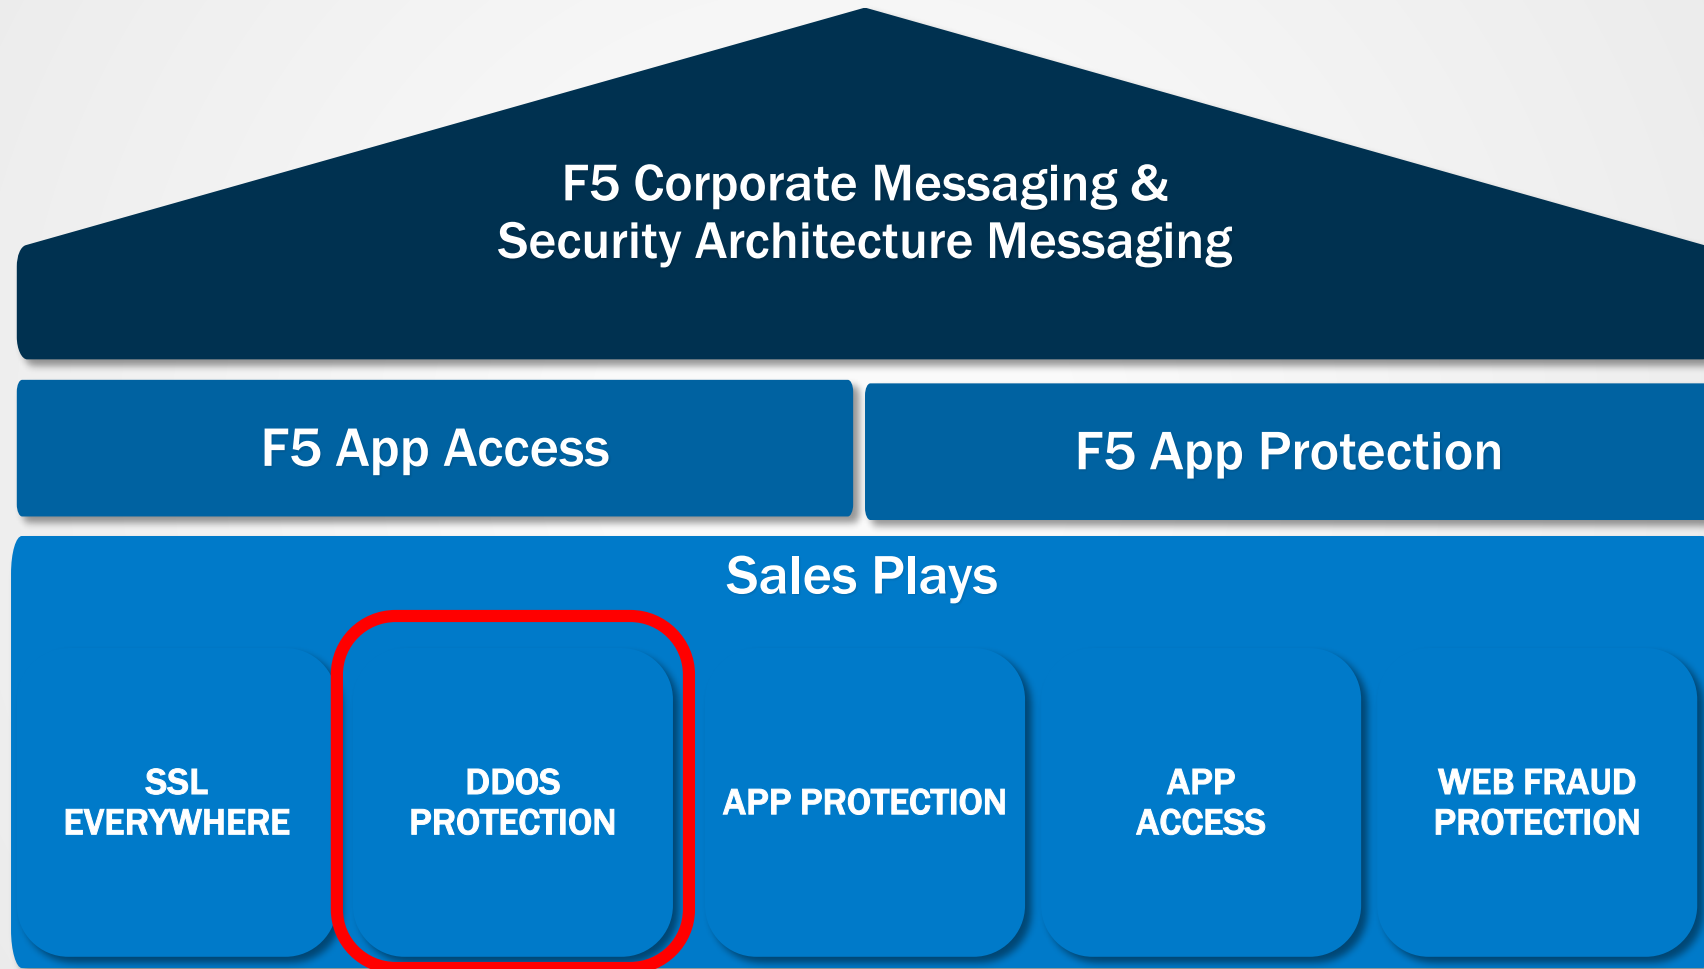 F5 Corporate Messaging &
Security Architecture Messaging
F5 App Access
F5 App Protection
Sales Plays
SSL
EVERYWHERE
DDOS
PROTECTION
APP PROTECTION
APP
ACCESS
WEB FRAUD
PROTECTION